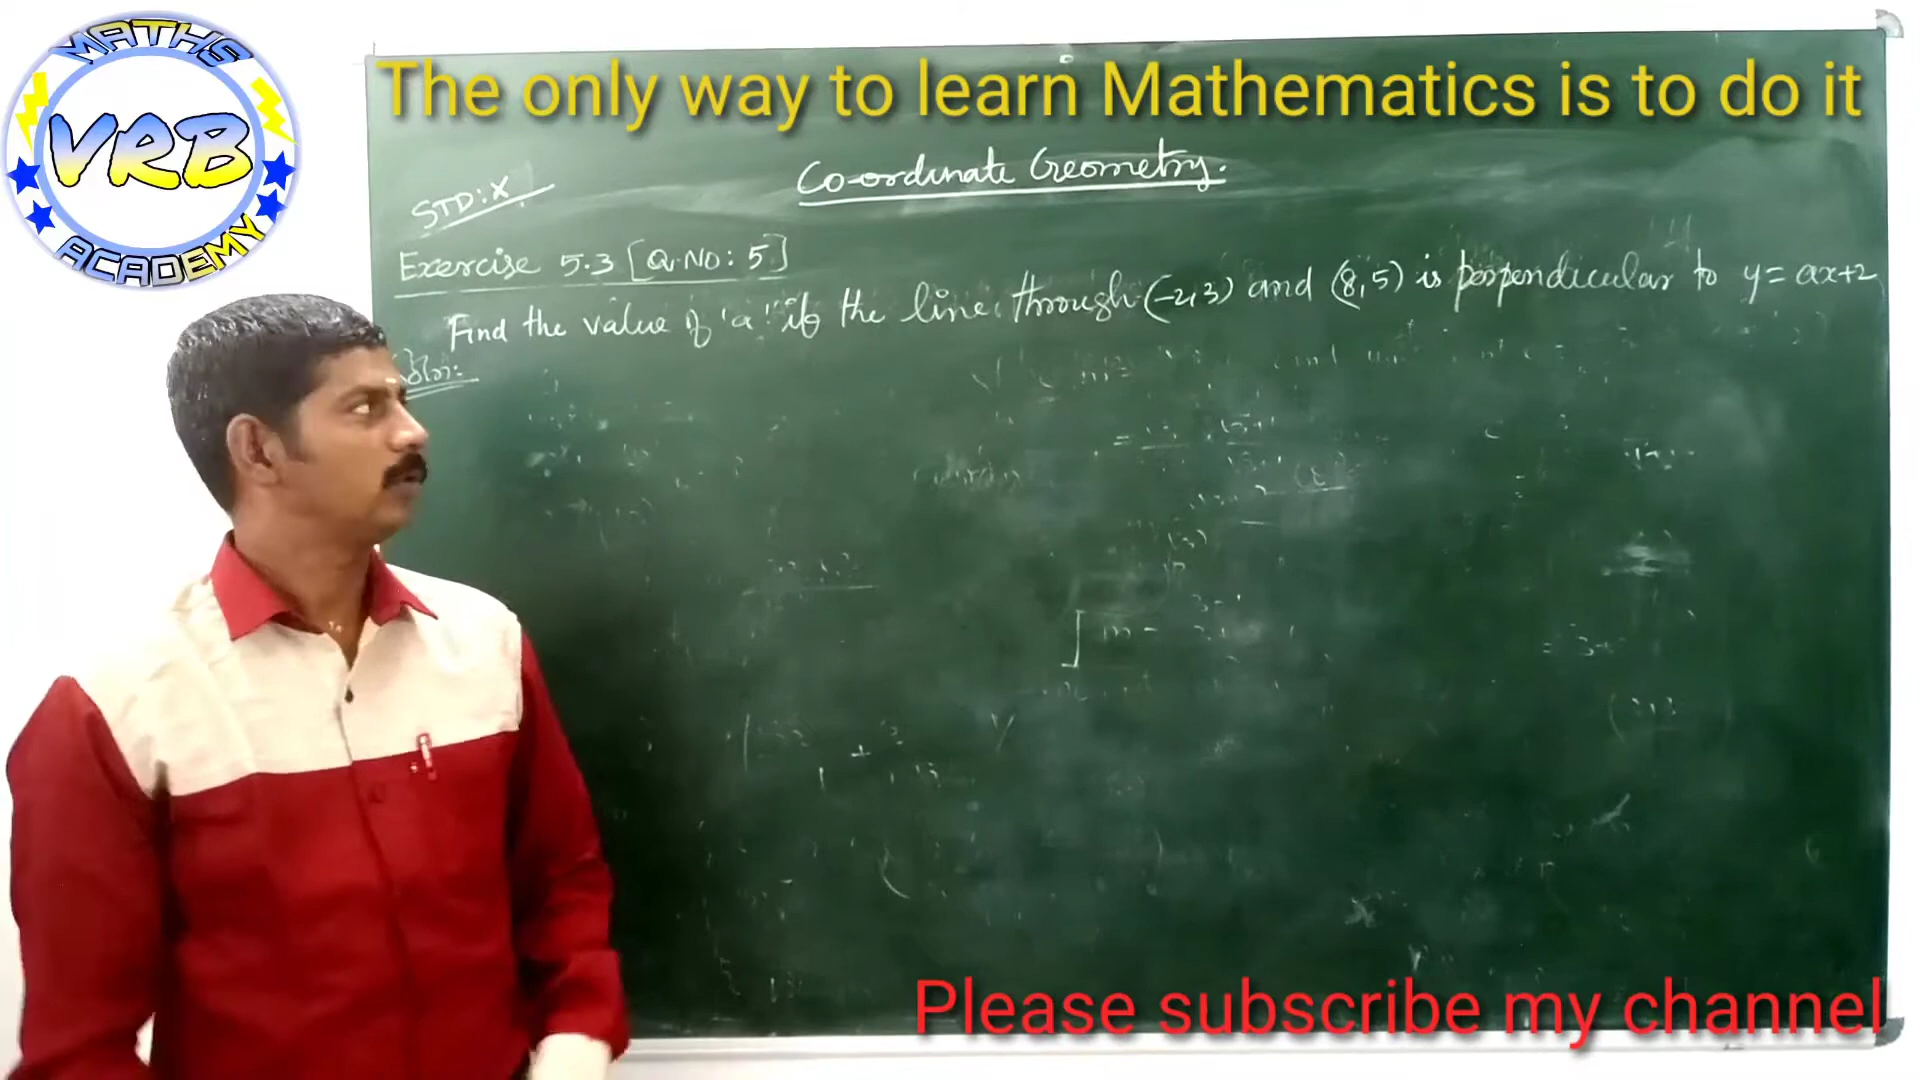 MATHS
VRB
ACADEMY
The only way to learn Mathematics is to do it
Co-ordinate Geometry.
STD: X
Exercise 5.3 [Q.NO: 5]
Find the value of 'a' if the line through (-2,3) and (8,5) is perpendicular to y = ax+2
Soln:
Please subscribe my channel